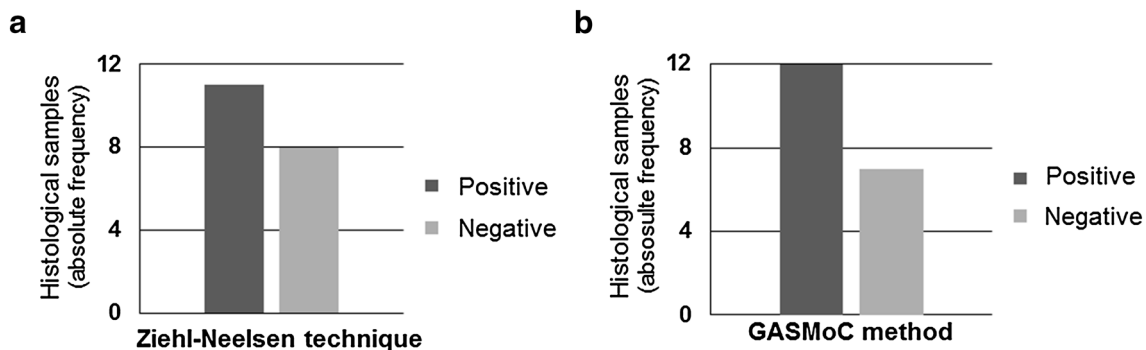 a
Histological samples
(absolute frequency)
12
8
4
0
Positive
Negative
Ziehl-Neelsen technique
b
Histological samples
(absosulte frequency)
12
8
4
0
Positive
Negative
GASMoC method